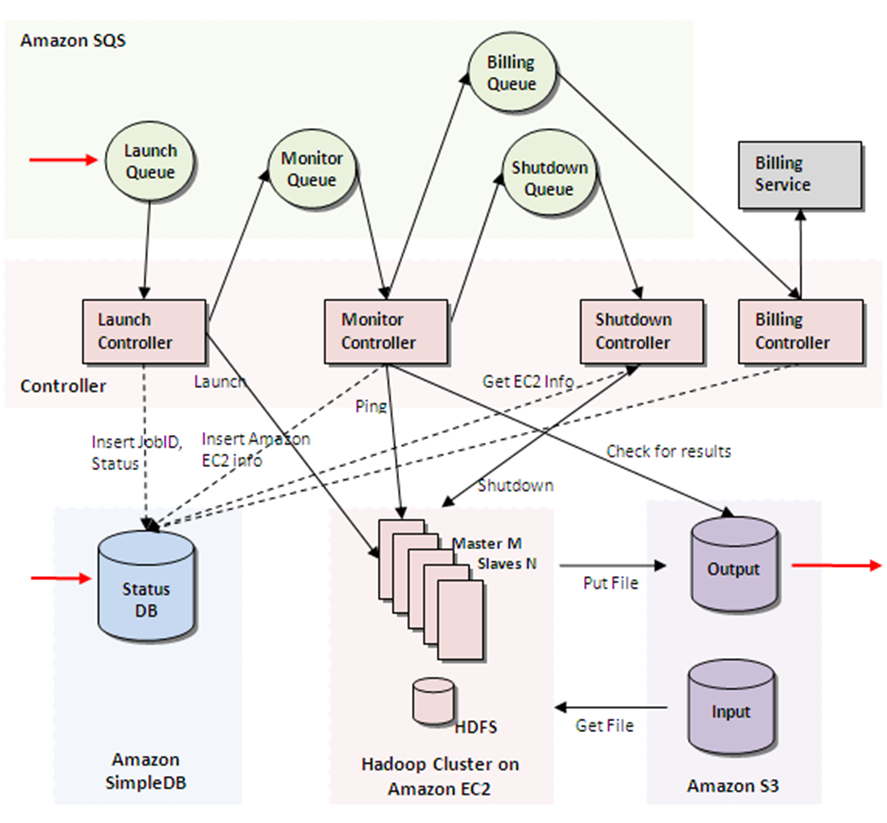 Amazon SQS
Billing
Queue
Launch
Queue
Monitor
Queue
Shutdown
Queue
Billing
Service
Launch
Controller
Monitor
Controller
Shutdown
Controller
Billing
Controller
Controller
Launch
Ping
Get EC2 Info
Insert JobID,
Status
Insert Amazon
EC2 info
Check for results
Shutdown
Master M
Slaves N
Status
DB
Put File
Output
HDFS
Get File
Input
Amazon
SimpleDB
Hadoop Cluster on
Amazon EC2
Amazon S3